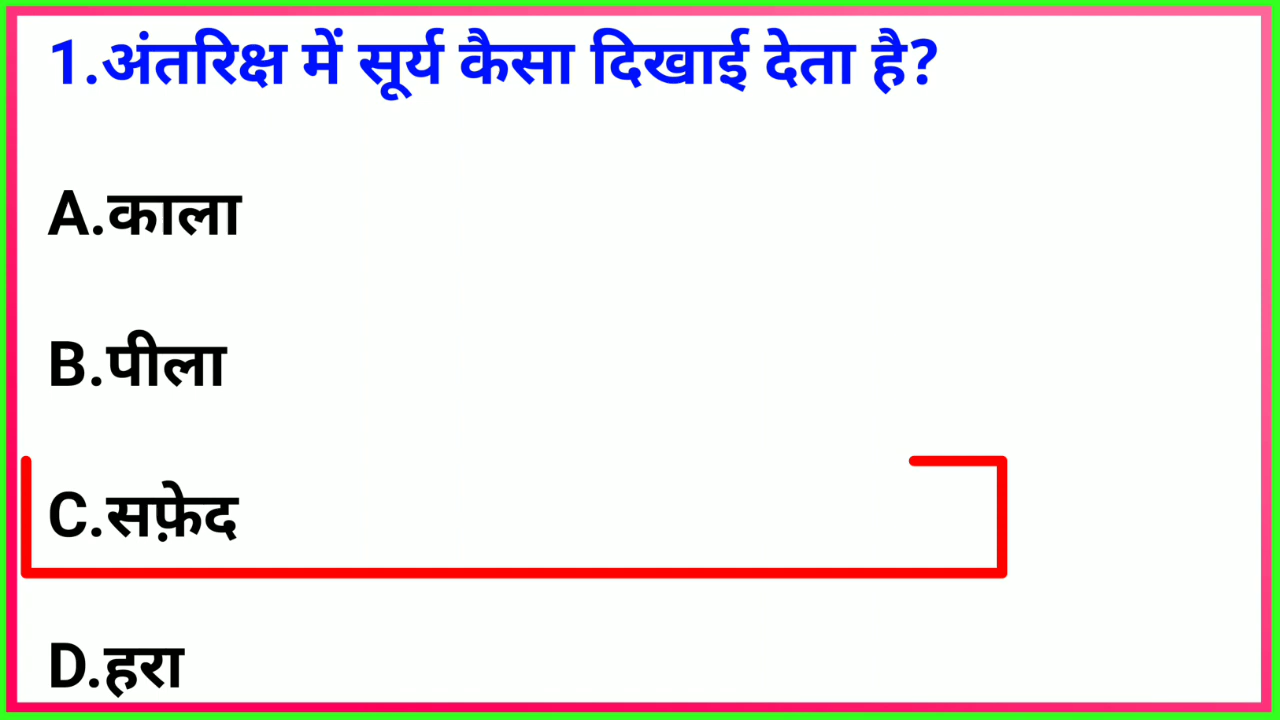 1.अंतरिक्ष में सूर्य कैसा दिखाई देता है?
A.काला
B.पीला
C.सफ़ेद
D.हरा